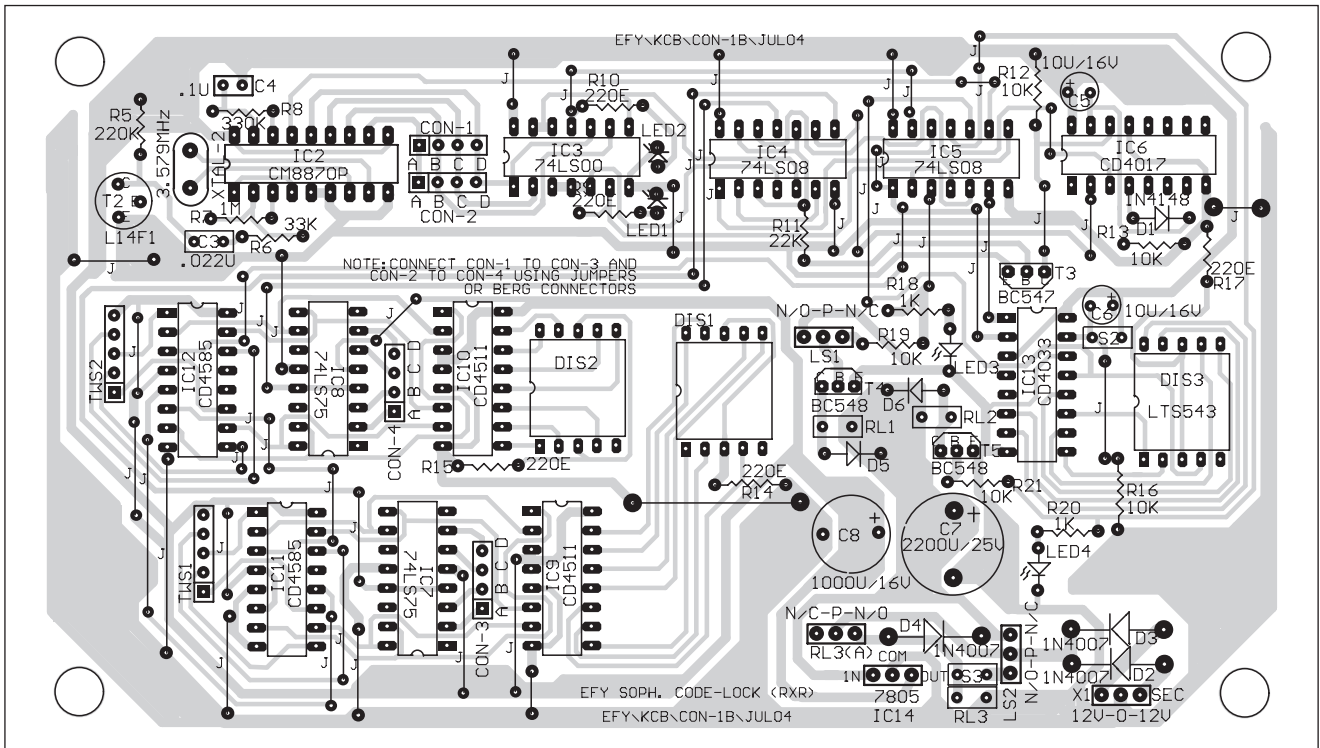 EFY\KCB\CON-1B\JUL04
.1U
C4
R5
220K
R8
330K
3.579MHz
XTAL-2
IC2
CM8870P
CON-1
A B C D
A B C D
CON-2
J
R10
220E
IC3
74LS00
LED2
R9
220E
LED1
J
J
J
IC4
74LS08
R11
22K
J
J
J
IC5
74LS08
J
J
R12
10K
10U/16V
C5
IC6
CD4017
J
J
J
IN4148
D1
R13
10K
J
220E
R17
C
T2 B
E
L14F1
R7
1M
33K
C3
R6
.022U
J
NOTE:CONNECT CON-1 TO CON-3 AND
CON-2 TO CON-4 USING JUMPERS
OR BERG CONNECTORS
J
J
J
J
J
R18
1K
E B C
T3
BC547
C6
10U/16V
S2
TWS2
IC12
CD4585
IC8
74LS75
CON-4
A B C D
IC10
CD4511
DIS2
DIS1
N/O-P-N/C
LS1
R19
10K
LED3
C B E
T4
BC548
D6
RL1
RL2
D5
C B E
T5
BC548
IC13
CD4033
DIS3
LTS543
J
J
J
J
J
J
J
J
R15
220E
220E
R14
J
10K
R21
R16
10K
TWS1
IC11
CD4585
IC7
74LS75
CON-3
A B C D
IC9
CD4511
C8
1000U/16V
C7
2200U/25V
R20
1K
LED4
J
J
J
J
J
J
N/C-P-N/O
RL3(A)
D4
1N4007
COM
1N
OUT
7805
IC14
S3
RL3
LS2
N/O-P-N/C
1N4007
D3
1N4007
D2
X1
SEC
12V-0-12V
EFY SOPH. CODE-LOCK (RXR)
EFY\KCB\CON-1B\JUL04